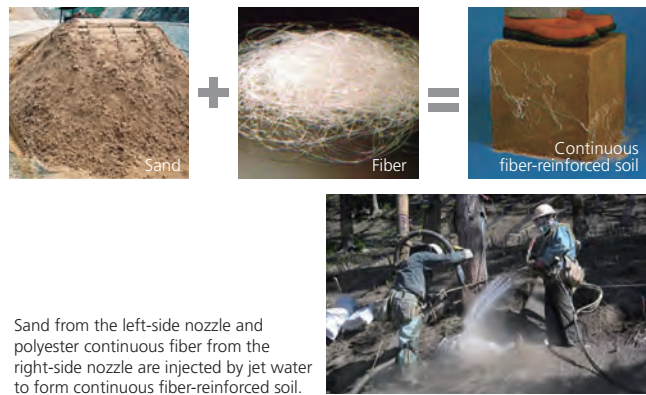 Sand
Fiber
Continuous
fiber-reinforced soil
Sand from the left-side nozzle and
polyester continuous fiber from the
right-side nozzle are injected by jet water
to form continuous fiber-reinforced soil.